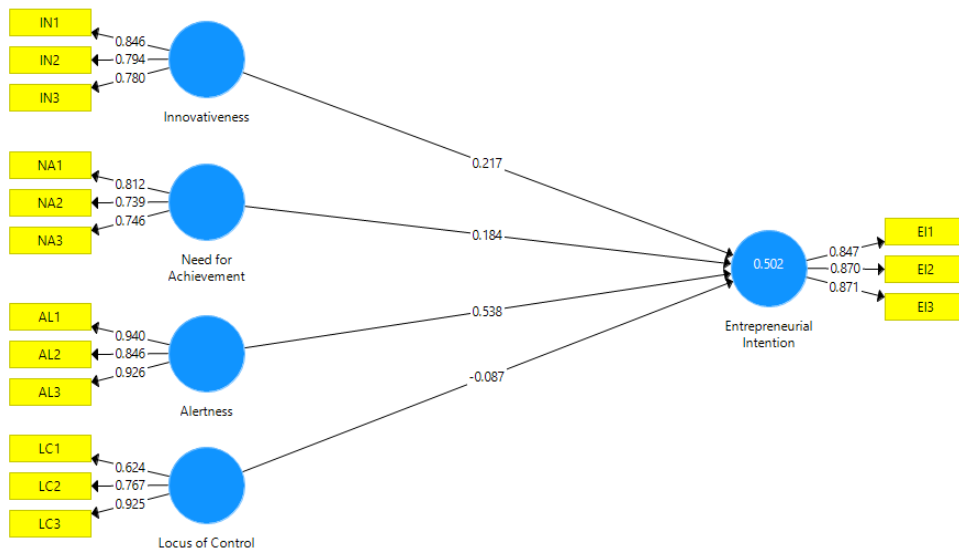 IN1
0.846
IN2
0.794
IN3
0.780
Innovativeness
0.217
NA1
0.812
NA2
0.739
NA3
0.746
Need for
Achievement
0.184
AL1
0.940
AL2
0.846
AL3
0.926
Alertness
0.538
LC1
0.624
LC2
0.767
LC3
0.925
Locus of Control
-0.087
0.502
Entrepreneurial
Intention
EI1
0.847
EI2
0.870
EI3
0.871